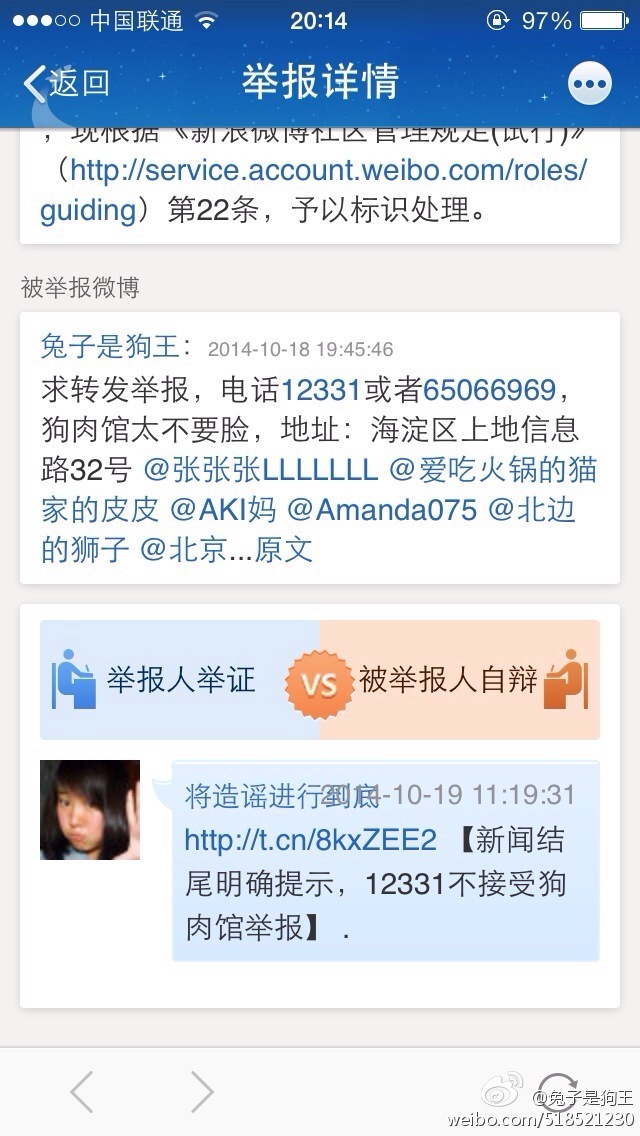 中国联通 20:14 97%
返回 举报详情
，现根据《新浪微博社区管理规定(试行)》
（http://service.account.weibo.com/roles/
guiding）第22条，予以标识处理。
被举报微博
兔子是狗王： 2014-10-18 19:45:46
求转发举报，电话12331或者65066969，
狗肉馆太不要脸，地址：海淀区上地信息
路32号 @张张张LLLLLLL @爱吃火锅的猫
家的皮皮 @AKI妈 @Amanda075 @北边
的狮子 @北京...原文
举报人举证 VS 被举报人自辩
将造谣进行到底 2014-10-19 11:19:31
http://t.cn/8kxZEE2 【新闻结
尾明确提示，12331不接受狗
肉馆举报】 .
@兔子是狗王
weibo.com/518521230